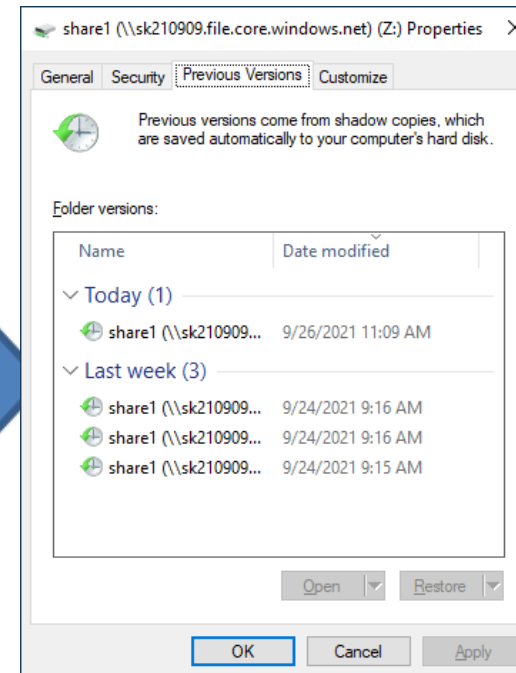 share1 (\\sk210909.file.core.windows.net) (Z:) Properties
General Security Previous Versions Customize
Previous versions come from shadow copies, which
are saved automatically to your computer's hard disk.
Folder versions:
Name Date modified
Today (1)
share1 (\\sk210909... 9/26/2021 11:09 AM
Last week (3)
share1 (\\sk210909... 9/24/2021 9:16 AM
share1 (\\sk210909... 9/24/2021 9:16 AM
share1 (\\sk210909... 9/24/2021 9:15 AM
Open Restore
OK Cancel Apply